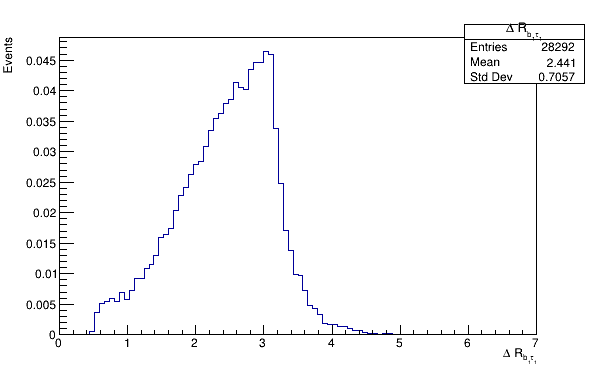 Δ R b₁τ₁
Entries 28292
Mean 2.441
Std Dev 0.7057
Events
0.045
0.04
0.035
0.03
0.025
0.02
0.015
0.01
0.005
0
0 1 2 3 4 5 6 7
Δ R b₁τ₁